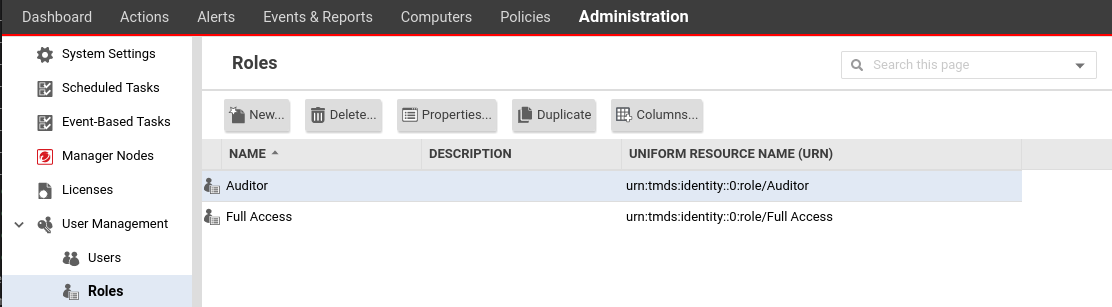 Dashboard Actions Alerts Events & Reports Computers Policies Administration
System Settings
Scheduled Tasks
Event-Based Tasks
Manager Nodes
Licenses
User Management
Users
Roles
Roles
Search this page
New... Delete... Properties... Duplicate Columns...
NAME DESCRIPTION UNIFORM RESOURCE NAME (URN)
Auditor urn:tmds:identity::0:role/Auditor
Full Access urn:tmds:identity::0:role/Full Access